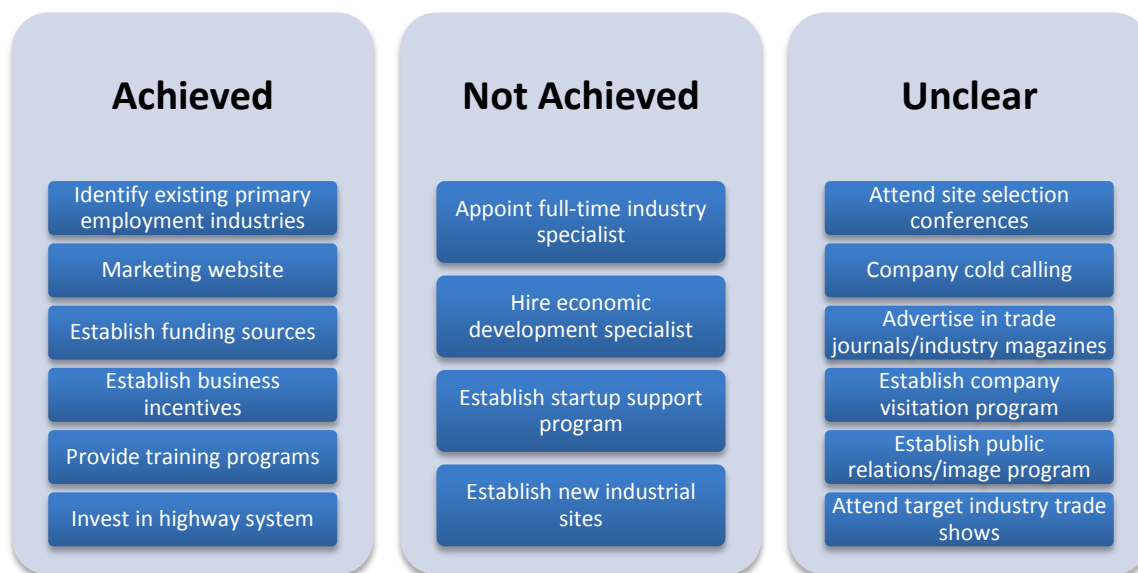 Achieved
Identify existing primary
employment industries
Marketing website
Establish funding sources
Establish business
incentives
Provide training programs
Invest in highway system
Not Achieved
Appoint full-time industry
specialist
Hire economic
development specialist
Establish startup support
program
Establish new industrial
sites
Unclear
Attend site selection
conferences
Company cold calling
Advertise in trade
journals/industry magazines
Establish company
visitation program
Establish public
relations/image program
Attend target industry trade
shows